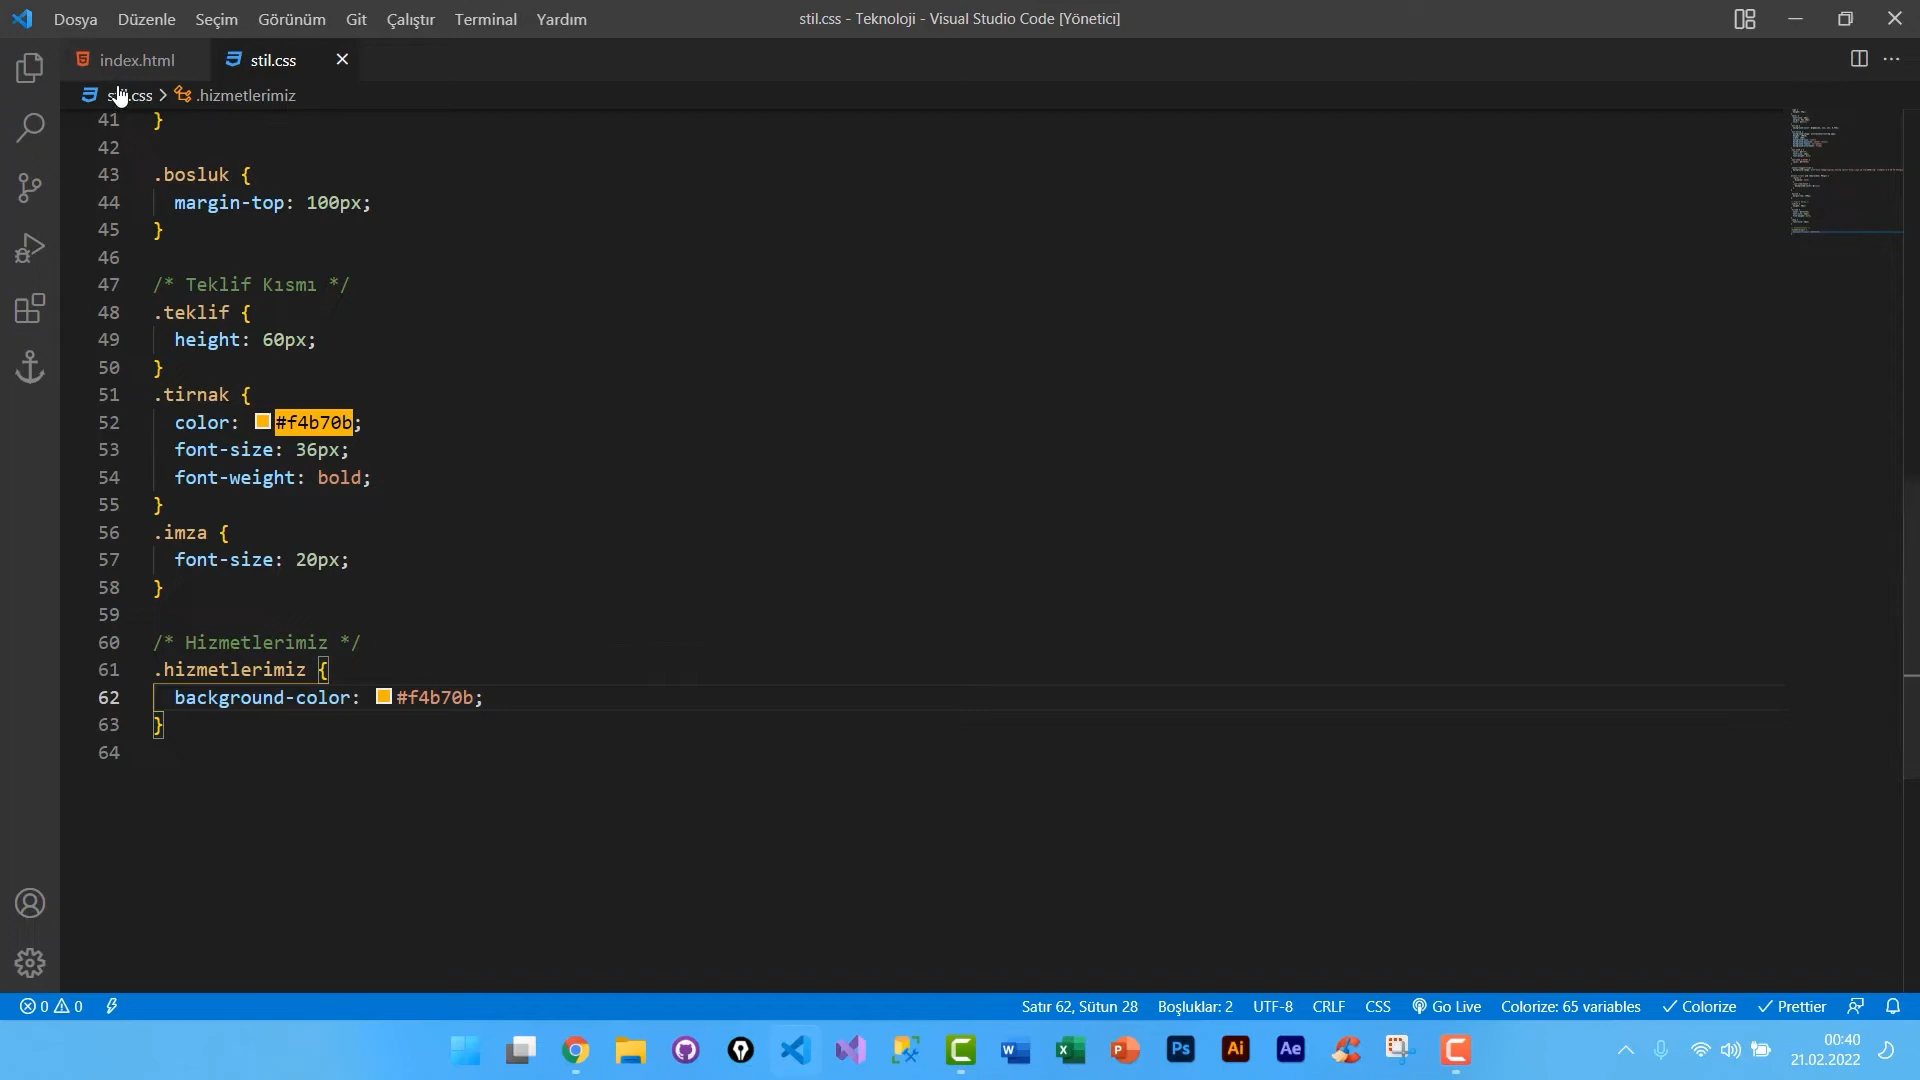 Dosya Düzenle Seçim Görünüm Git Çalıştır Terminal Yardım
stil.css - Teknoloji - Visual Studio Code [Yönetici]
index.html
stil.css
.css > .hizmetlerimiz
41 }
42
43 .bosluk {
44 margin-top: 100px;
45 }
46
47 /* Teklif Kısmı */
48 .teklif {
49 height: 60px;
50 }
51 .tirnak {
52 color: #f4b70b;
53 font-size: 36px;
54 font-weight: bold;
55 }
56 .imza {
57 font-size: 20px;
58 }
59
60 /* Hizmetlerimiz */
61 .hizmetlerimiz {
62 background-color: #f4b70b;
63 }
64
0 0
Satır 62, Sütun 28 Boşluklar: 2 UTF-8 CRLF CSS Go Live Colorize: 65 variables Colorize Prettier
W X P Ps Ai Ae
00:40
21.02.2022